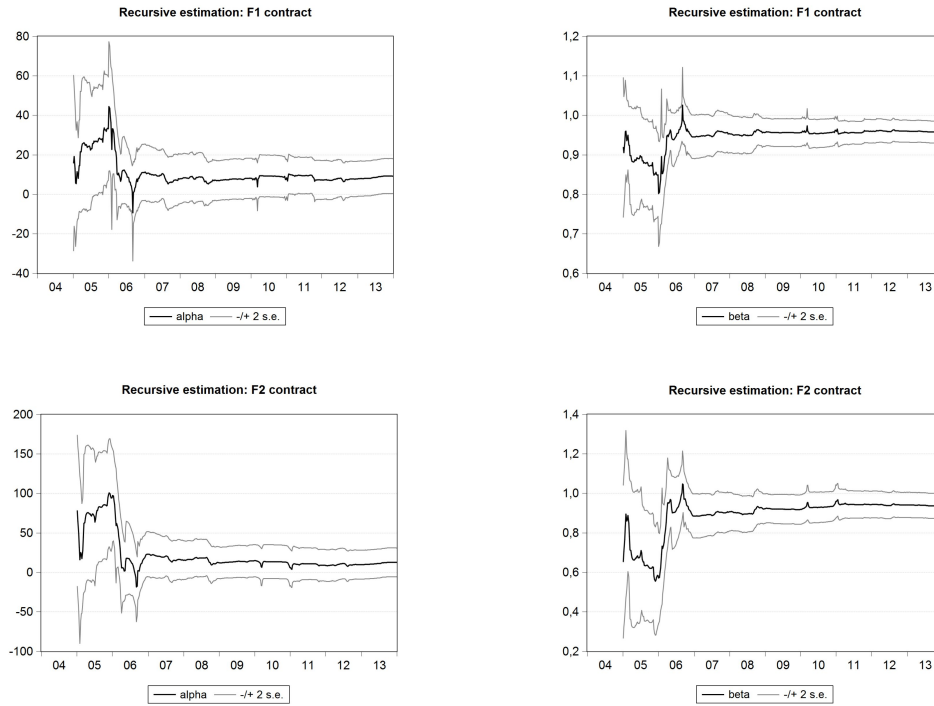 Recursive estimation: F1 contract
80
60
40
20
0
-20
-40
04 05 06 07 08 09 10 11 12 13
alpha -/+ 2 s.e.
Recursive estimation: F1 contract
1,2
1,1
1,0
0,9
0,8
0,7
0,6
04 05 06 07 08 09 10 11 12 13
beta -/+ 2 s.e.
Recursive estimation: F2 contract
200
150
100
50
0
-50
-100
04 05 06 07 08 09 10 11 12 13
alpha -/+ 2 s.e.
Recursive estimation: F2 contract
1,4
1,2
1,0
0,8
0,6
0,4
0,2
04 05 06 07 08 09 10 11 12 13
beta -/+ 2 s.e.